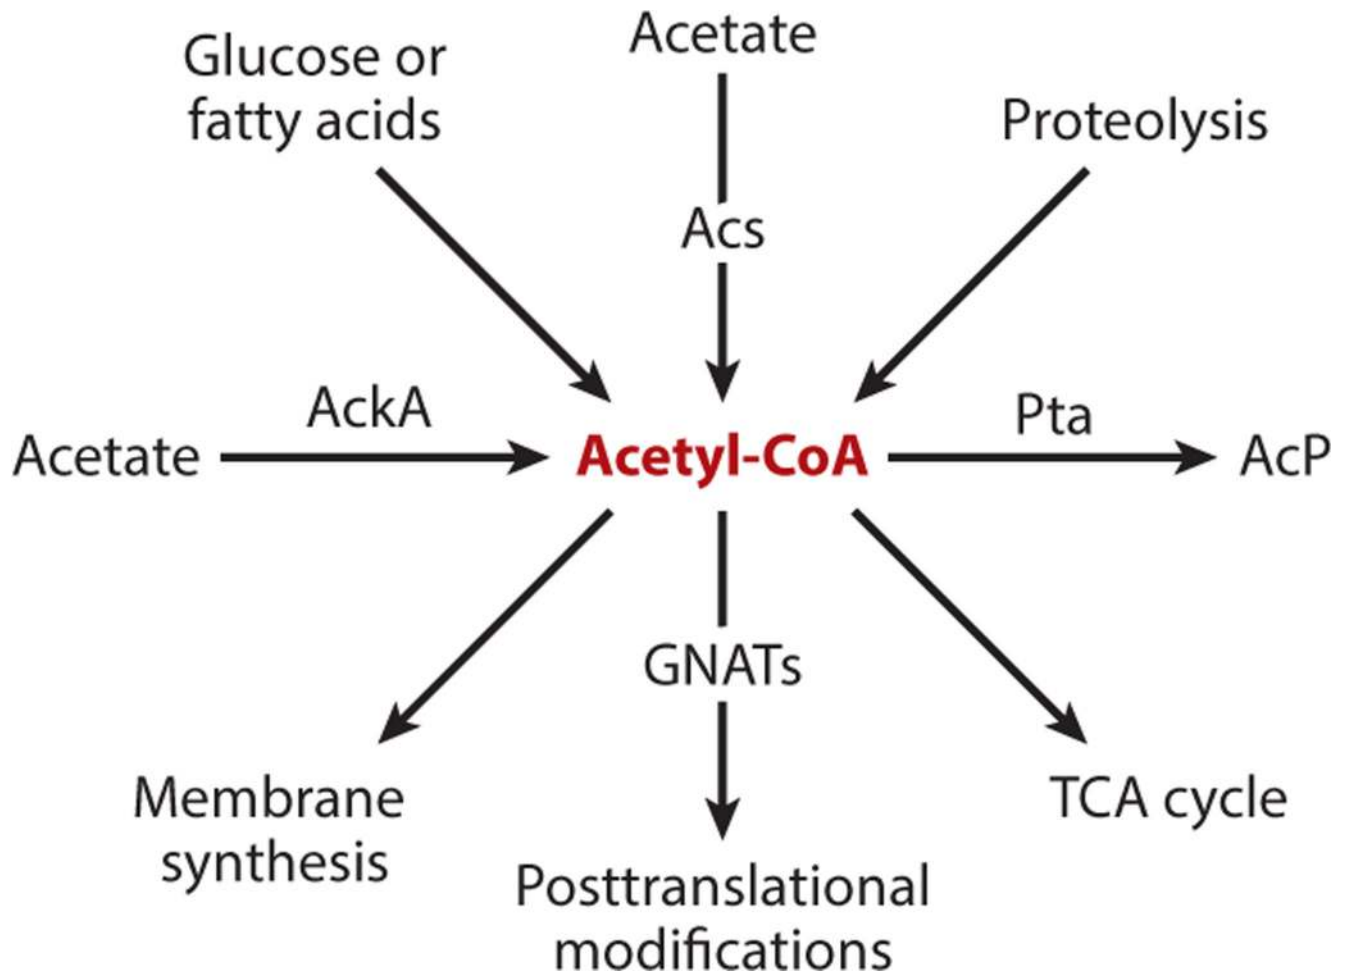 Acetate
Glucose or
fatty acids
Proteolysis
Acs
AckA
Pta
Acetate
Acetyl-CoA
AcP
GNATs
Membrane
synthesis
TCA cycle
Posttranslational
modifications